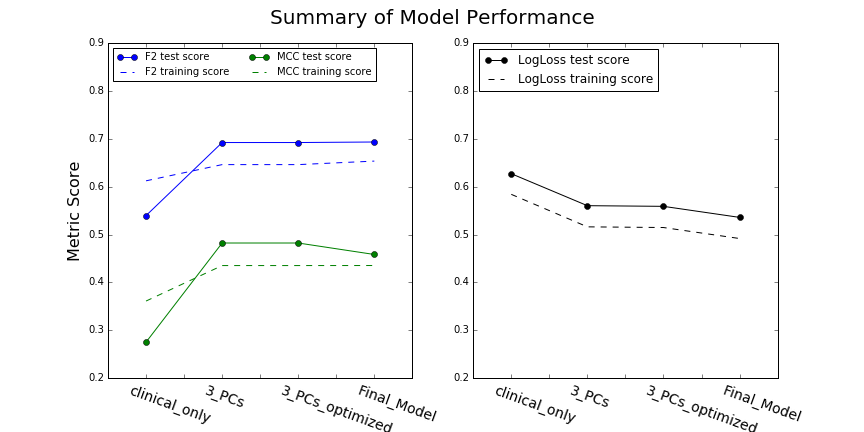 Summary of Model Performance
Metric Score
0.9
0.8
0.7
0.6
0.5
0.4
0.3
0.2
F2 test score
F2 training score
MCC test score
MCC training score
clinical_only
3_PCs
3_PCs_optimized
Final_Model
0.9
0.8
0.7
0.6
0.5
0.4
0.3
0.2
LogLoss test score
LogLoss training score
clinical_only
3_PCs
3_PCs_optimized
Final_Model